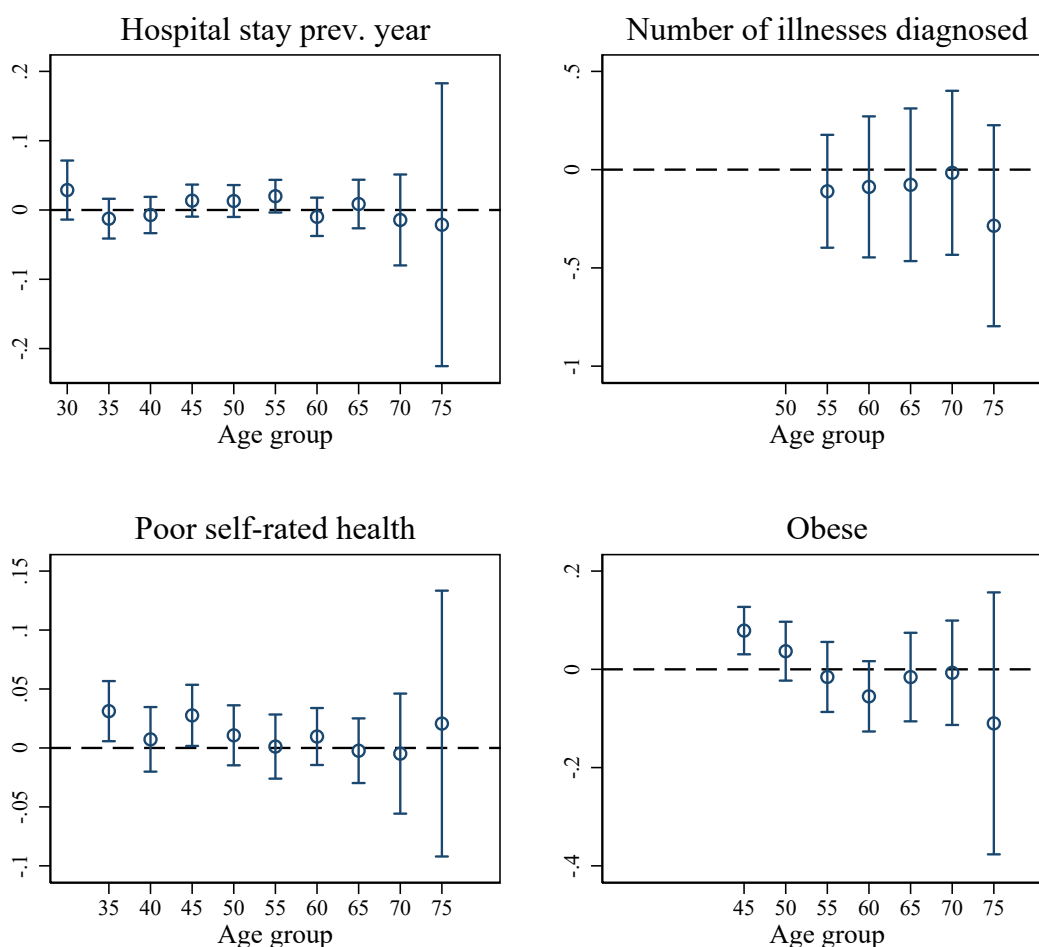 Hospital stay prev. year
.2
.1
0
-.1
-.2
30 35 40 45 50 55 60 65 70 75
Age group
Number of illnesses diagnosed
.5
0
-.5
-1
50 55 60 65 70 75
Age group
Poor self-rated health
.15
.1
.05
0
-.05
-.1
35 40 45 50 55 60 65 70 75
Age group
Obese
.2
0
-.2
-.4
45 50 55 60 65 70 75
Age group